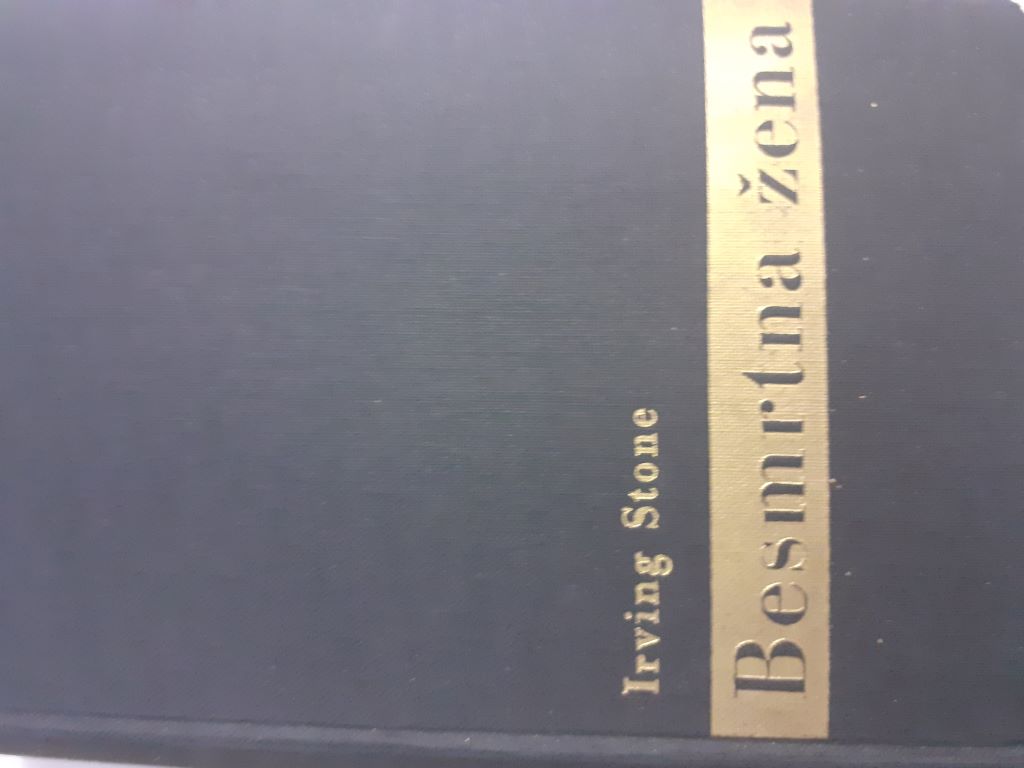 Irving Stone
Besmrtna žena